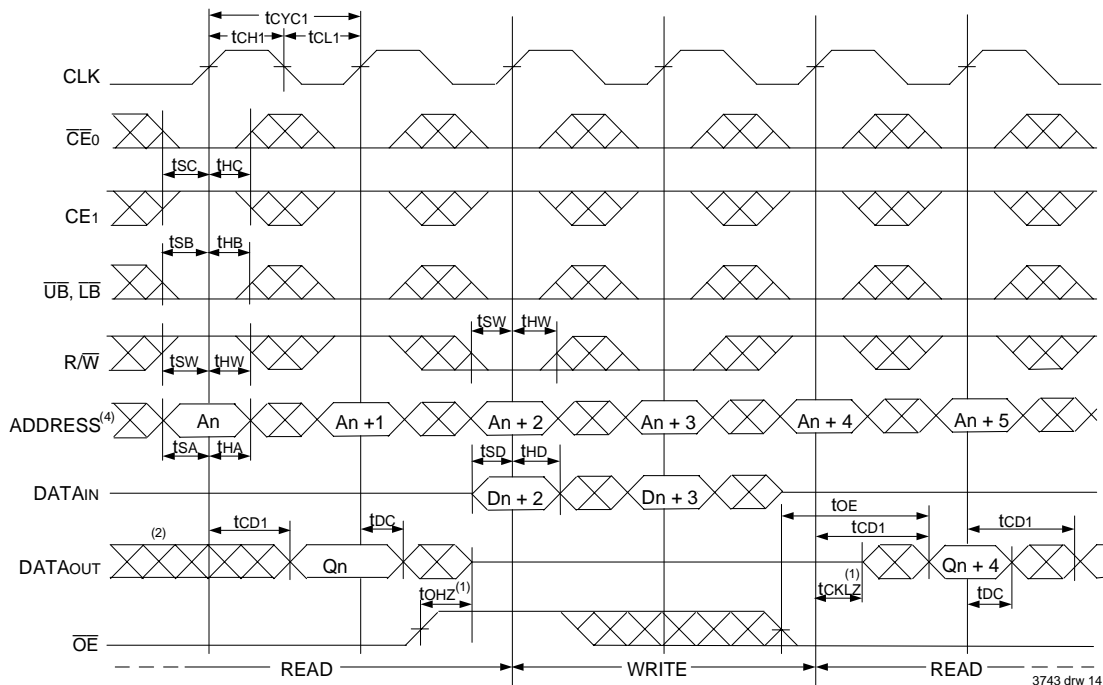 tCYC1
tCH1 tCL1
CLK
CE0
tSC tHC
CE1
tSB tHB
UB, LB
tSW tHW
R/W
tSW tHW
ADDRESS(4) An An +1 An + 2 An + 3 An + 4 An + 5
tSA tHA tSD tHD
DATAIN Dn + 2 Dn + 3
tOE
(2) tCD1 tDC tCD1 tCD1
DATAOUT Qn Qn + 4
tOHZ(1) tCKLZ(1) tDC
OE
READ WRITE READ
3743 drw 14